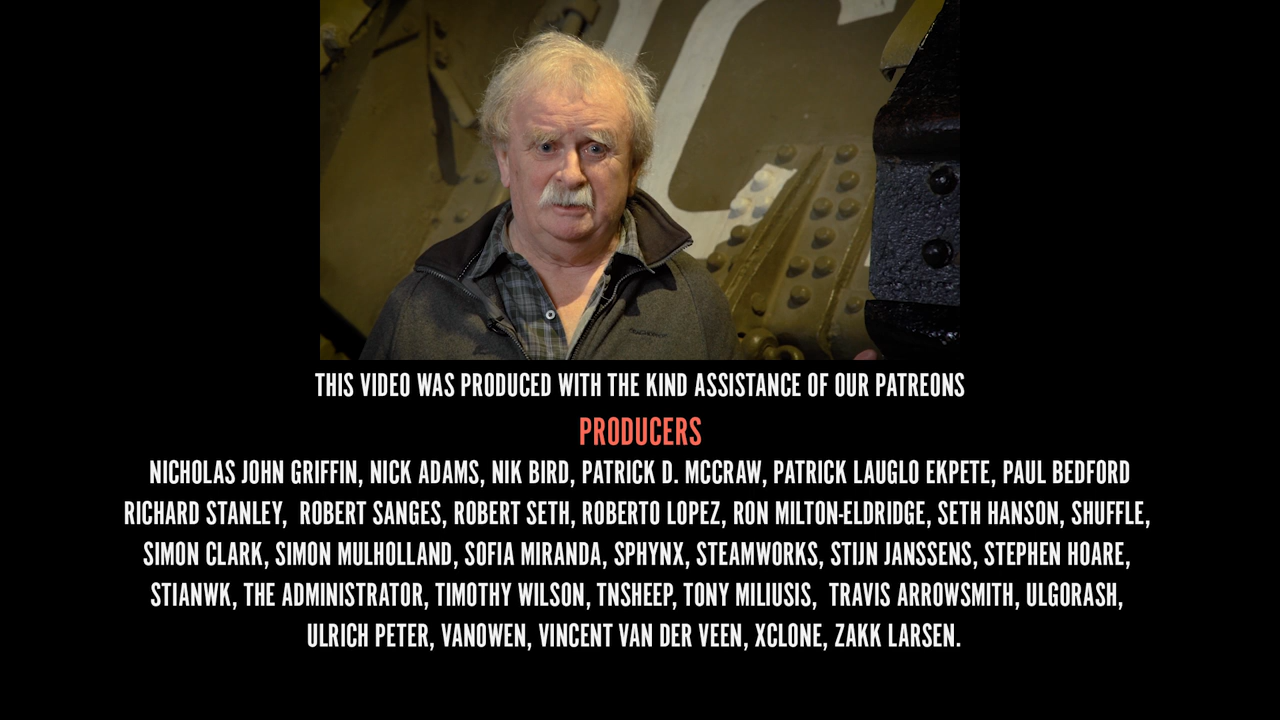 THIS VIDEO WAS PRODUCED WITH THE KIND ASSISTANCE OF OUR PATREONS
PRODUCERS
NICHOLAS JOHN GRIFFIN, NICK ADAMS, NIK BIRD, PATRICK D. MCCRAW, PATRICK LAUGLO EKPETE, PAUL BEDFORD
RICHARD STANLEY,  ROBERT SANGES, ROBERT SETH, ROBERTO LOPEZ, RON MILTON-ELDRIDGE, SETH HANSON, SHUFFLE,
SIMON CLARK, SIMON MULHOLLAND, SOFIA MIRANDA, SPHYNX, STEAMWORKS, STIJN JANSSENS, STEPHEN HOARE,
STIANWK, THE ADMINISTRATOR, TIMOTHY WILSON, TNSHEEP, TONY MILIUSIS,  TRAVIS ARROWSMITH, ULGORASH,
ULRICH PETER, VANOWEN, VINCENT VAN DER VEEN, XCLONE, ZAKK LARSEN.